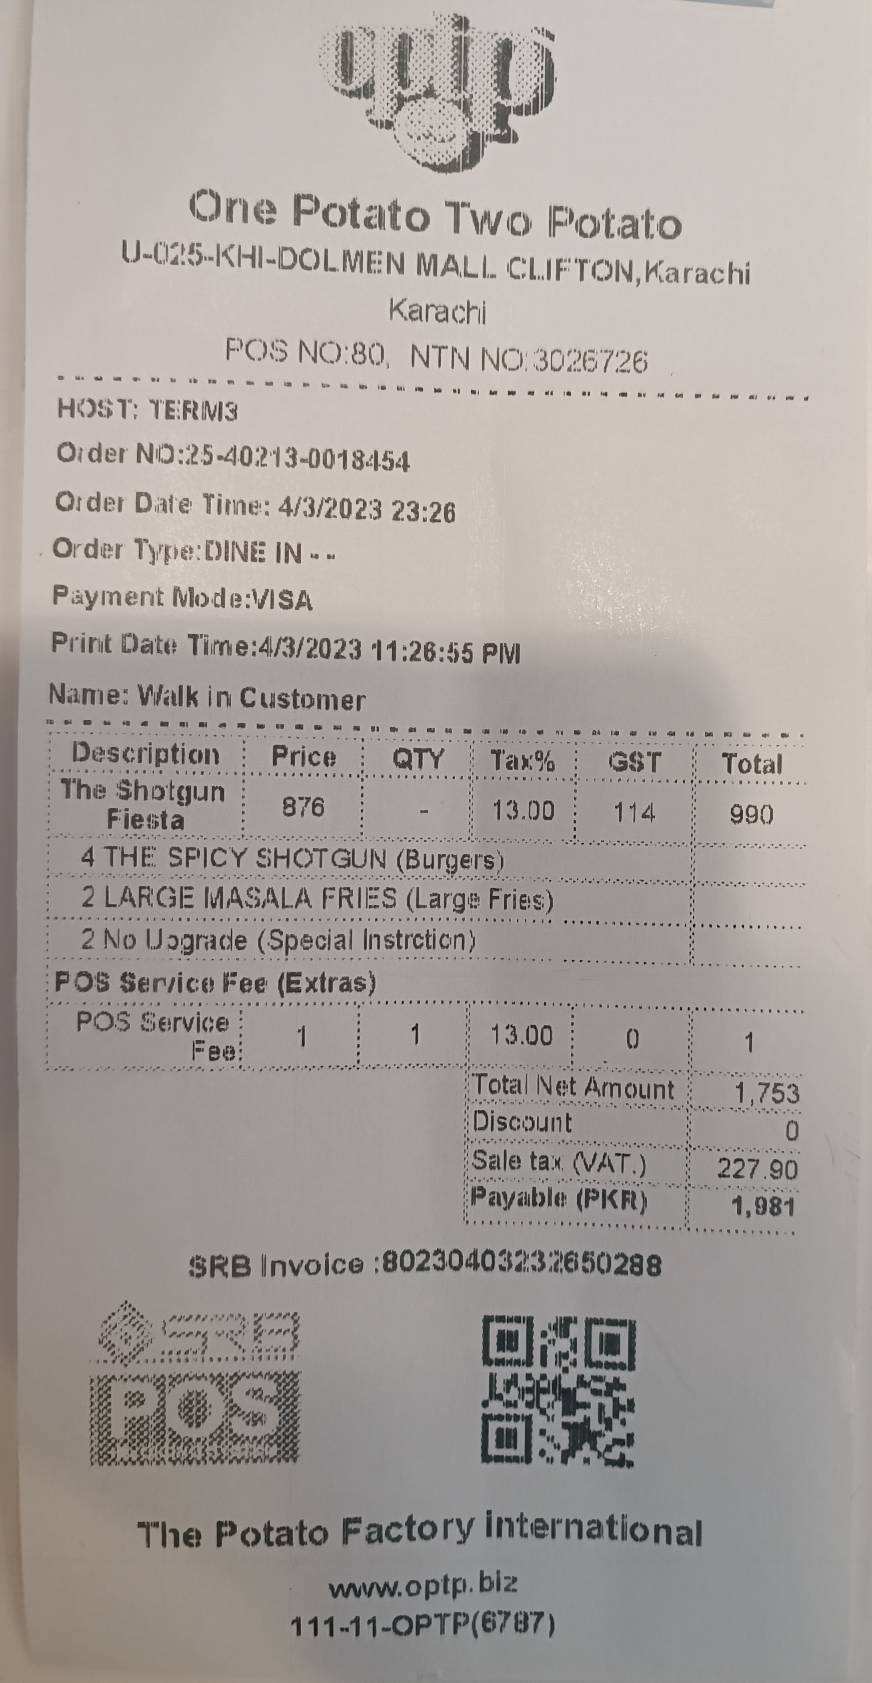 optp
One Potato Two Potato
U-025-KHI-DOLMEN MALL CLIFTON,Karachi
Karachi
POS NO:80, NTN NO:3026726
HOST: TERM3
Order NO:25-40213-0018454
Order Date Time: 4/3/2023 23:26
Order Type:DINE IN - -
Payment Mode:VISA
Print Date Time:4/3/2023 11:26:55 PM
Name: Walk in Customer
Description Price QTY Tax% GST Total
The Shotgun Fiesta 876 - 13.00 114 990
4 THE SPICY SHOTGUN (Burgers)
2 LARGE MASALA FRIES (Large Fries)
2 No Upgrade (Special Instrction)
POS Service Fee (Extras)
POS Service Fee: 1 1 13.00 0 1
Total Net Amount 1,753
Discount 0
Sale tax (VAT.) 227.90
Payable (PKR) 1,981
SRB Invoice :80230403232650288
SRB
POS
The Potato Factory international
www.optp.biz
111-11-OPTP(6787)